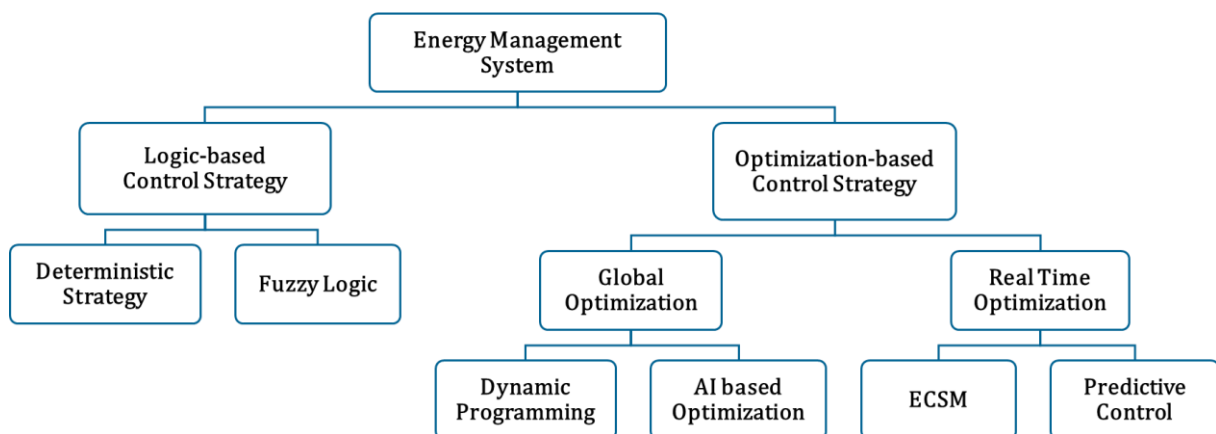 Energy Management
System
Logic-based
Control Strategy
Optimization-based
Control Strategy
Deterministic
Strategy
Fuzzy Logic
Global
Optimization
Real Time
Optimization
Dynamic
Programming
AI based
Optimization
ECSM
Predictive
Control